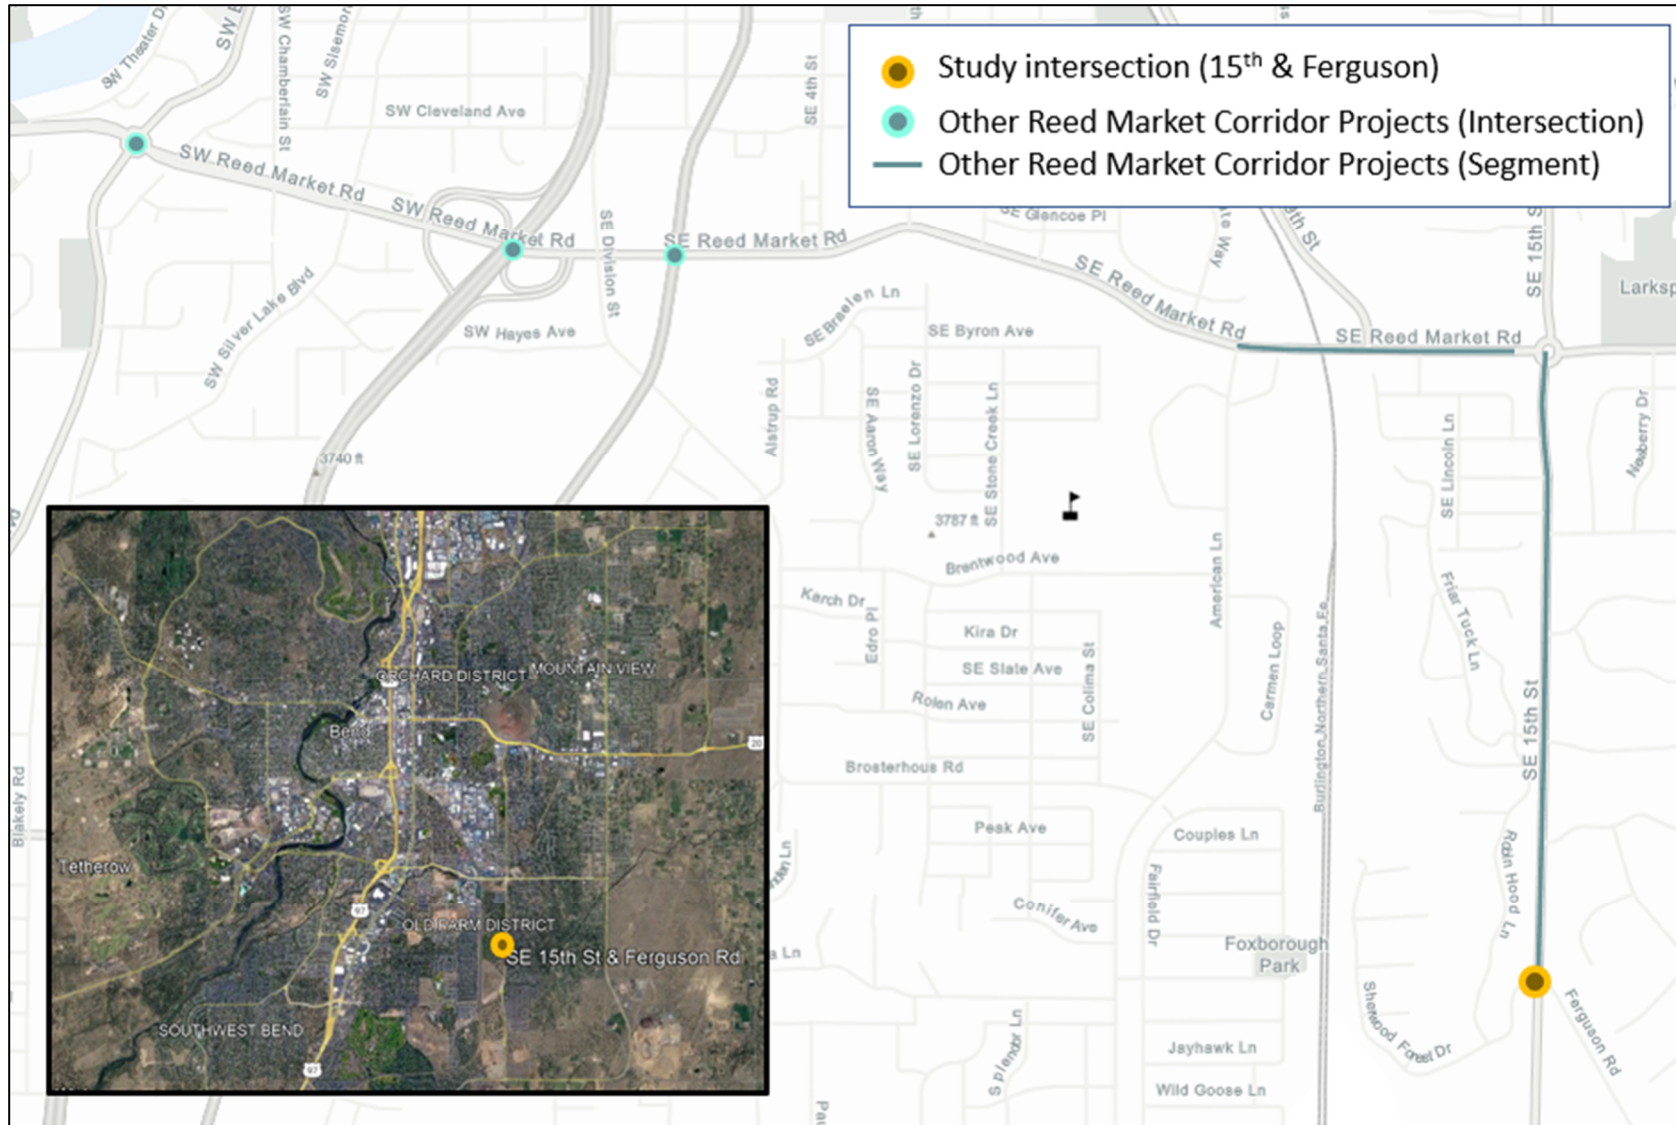 Study intersection (15th & Ferguson)
Other Reed Market Corridor Projects (Intersection)
Other Reed Market Corridor Projects (Segment)
SW Theater
SW
SW Chamberlain St
SW
SW Cleveland Ave
SE 4th St
SW Reed Market Rd
SW Reed Market Rd
SE Division St
SE Reed Market Rd
SE Glencoe Pl
Way
St
SE 15th S
SE Reed Market Rd
SE Reed Market Rd
SW Silver Lake Blvd
SW Hayes Ave
SE Braelen Ln
SE Byron Ave
Alstrup Rd
SE Aaron Way
SE Lorenzo Dr
SE Stone Creek Ln
SE Lincoln Ln
Newberry Dr
3740 ft
3787 ft
Brentwood Ave
American Ln
Karch Dr
Edro Pl
Kira Dr
SE Slate Ave
Rolen Ave
SE Colima St
Carmen Loop
Burlington Northern Santa Fe
Friar Tuck Ln
SE 15th St
Brosterhous Rd
Peak Ave
Couples Ln
Robin Hood Ln
Fairfield Dr
Conifer Ave
Foxborough
Park
Sherwood Forest Dr
Ferguson Rd
Splendor Ln
Jayhawk Ln
Wild Goose Ln
Blakely Rd
ORCHARD DISTRICT
MOUNTAIN VIEW
Bend
20
Tetherow
97
OLD FARM DISTRICT
SE 15th St & Ferguson Rd
SOUTHWEST BEND
97